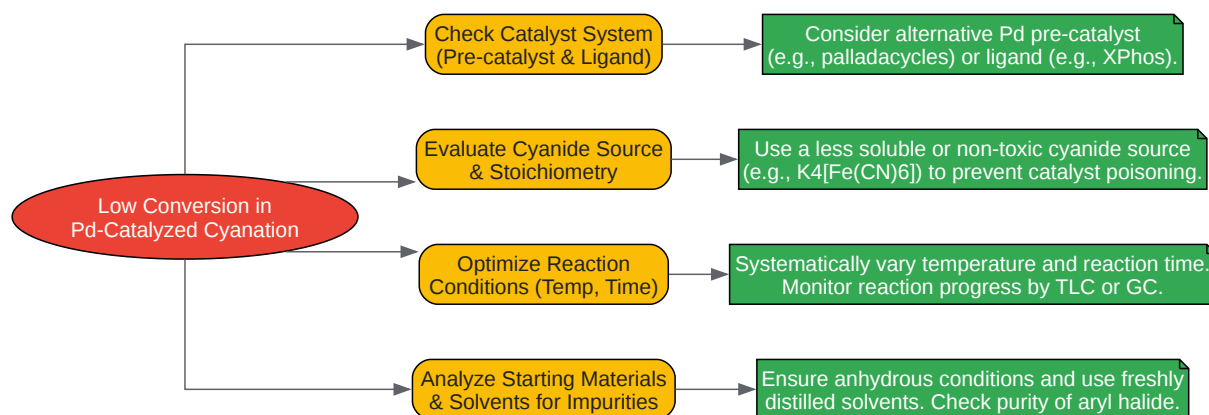 Low Conversion in
Pd-Catalyzed Cyanation
Check Catalyst System
(Pre-catalyst & Ligand)
Consider alternative Pd pre-catalyst
(e.g., palladacycles) or ligand (e.g., XPhos).
Evaluate Cyanide Source
& Stoichiometry
Use a less soluble or non-toxic cyanide source
(e.g., K4[Fe(CN)6]) to prevent catalyst poisoning.
Optimize Reaction
Conditions (Temp, Time)
Systematically vary temperature and reaction time.
Monitor reaction progress by TLC or GC.
Analyze Starting Materials
& Solvents for Impurities
Ensure anhydrous conditions and use freshly
distilled solvents. Check purity of aryl halide.